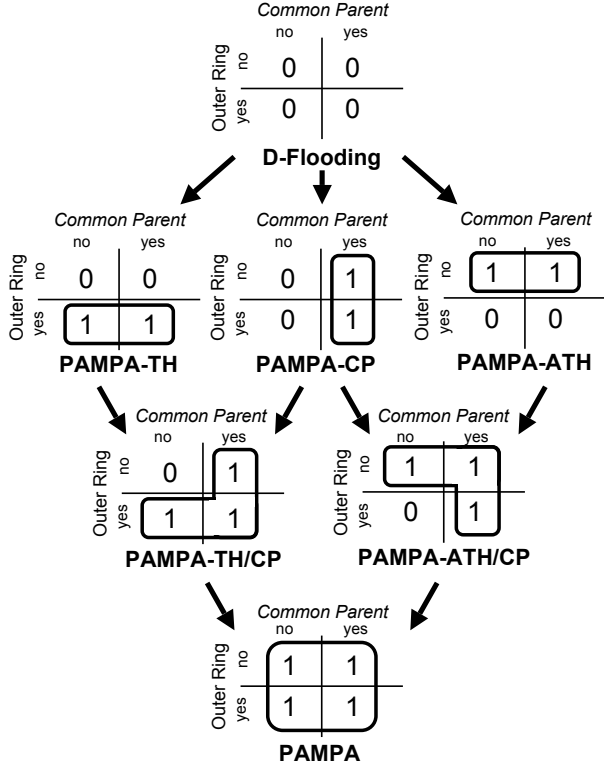 Common Parent
no yes
Outer Ring
no 0 0
yes 0 0
D-Flooding
Common Parent
no yes
Outer Ring
no 0 0
yes 1 1
PAMPA-TH
Common Parent
no yes
Outer Ring
no 0 1
yes 0 1
PAMPA-CP
Common Parent
no yes
Outer Ring
no 1 1
yes 0 0
PAMPA-ATH
Common Parent
no yes
Outer Ring
no 0 1
yes 1 1
PAMPA-TH/CP
Common Parent
no yes
Outer Ring
no 1 1
yes 0 1
PAMPA-ATH/CP
Common Parent
no yes
Outer Ring
no 1 1
yes 1 1
PAMPA